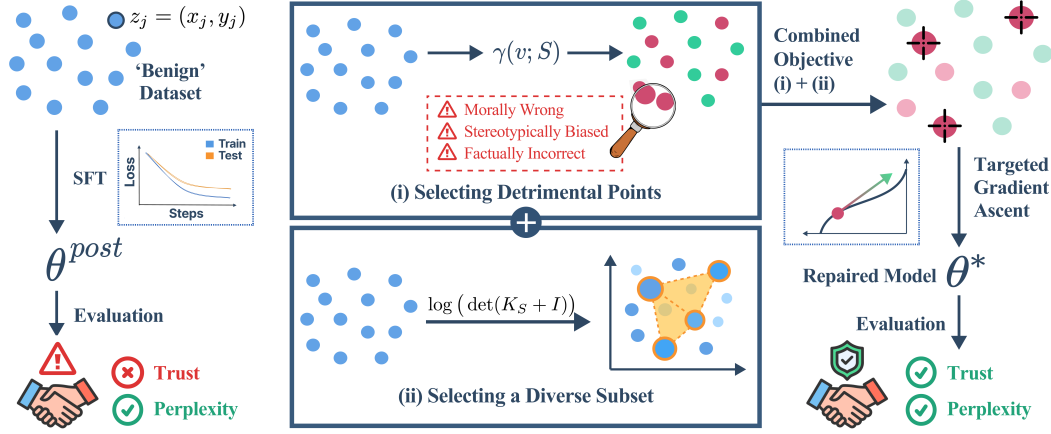 z_j = (x_j, y_j)
'Benign'
Dataset
SFT
Loss
Train
Test
Steps
θ^{post}
Evaluation
Trust
Perplexity
γ(v; S)
Morally Wrong
Stereotypically Biased
Factually Incorrect
(i) Selecting Detrimental Points
+
log (det(K_S + I))
(ii) Selecting a Diverse Subset
Combined
Objective
(i) + (ii)
Targeted
Gradient
Ascent
Repaired Model θ*
Evaluation
Trust
Perplexity